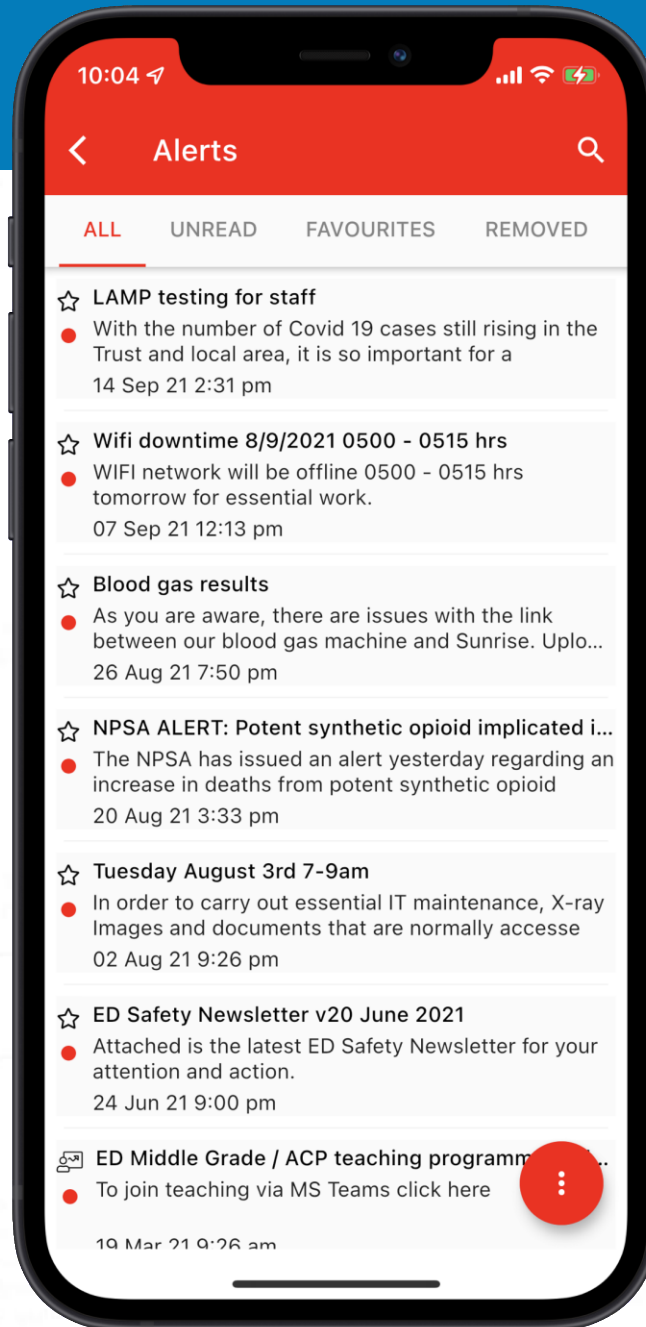 10:04
Alerts
ALL UNREAD FAVOURITES REMOVED
LAMP testing for staff
With the number of Covid 19 cases still rising in the
Trust and local area, it is so important for a
14 Sep 21 2:31 pm
Wifi downtime 8/9/2021 0500 - 0515 hrs
WIFI network will be offline 0500 - 0515 hrs
tomorrow for essential work.
07 Sep 21 12:13 pm
Blood gas results
As you are aware, there are issues with the link
between our blood gas machine and Sunrise. Uplo...
26 Aug 21 7:50 pm
NPSA ALERT: Potent synthetic opioid implicated i...
The NPSA has issued an alert yesterday regarding an
increase in deaths from potent synthetic opioid
20 Aug 21 3:33 pm
Tuesday August 3rd 7-9am
In order to carry out essential IT maintenance, X-ray
Images and documents that are normally accesse
02 Aug 21 9:26 pm
ED Safety Newsletter v20 June 2021
Attached is the latest ED Safety Newsletter for your
attention and action.
24 Jun 21 9:00 pm
ED Middle Grade / ACP teaching
To join teaching via MS Teams click here
19 Mar 21 9:26 am